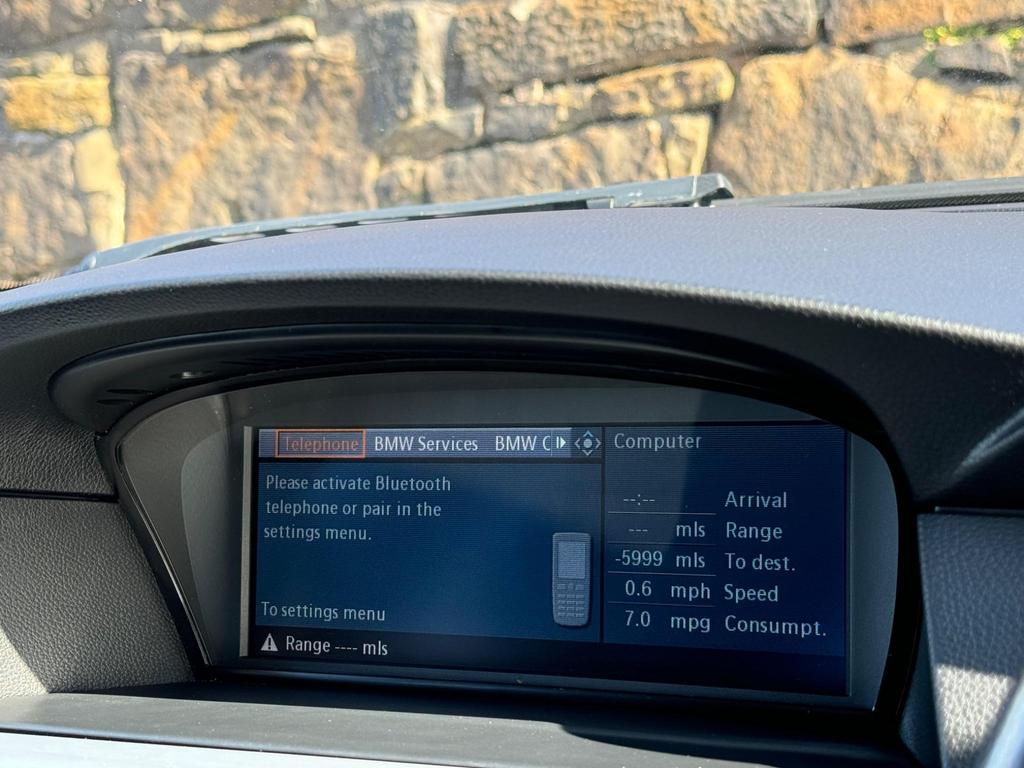 Telephone BMW Services BMW C
Please activate Bluetooth
telephone or pair in the
settings menu.
To settings menu
Range ---- mls
Computer
--:-- Arrival
--- mls Range
-5999 mls To dest.
0.6 mph Speed
7.0 mpg Consumpt.